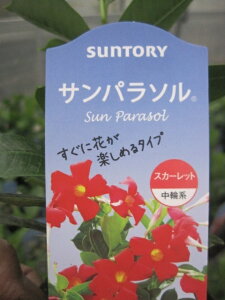 SUNTORY
サンパラソル®
Sun Parasol
すぐに花が
楽しめるタイプ
スカーレット
中輪系